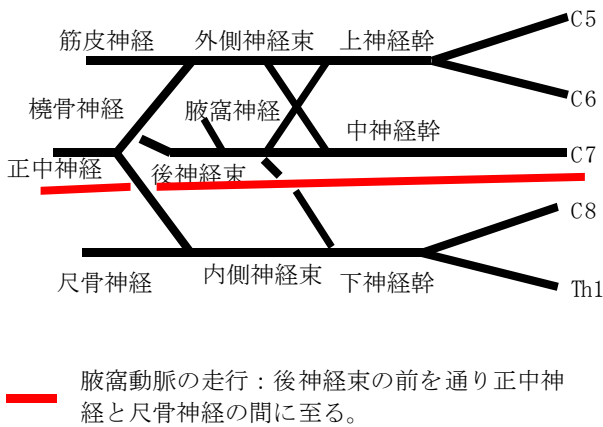 C5
筋皮神経 外側神経束 上神経幹
C6
橈骨神経 腋窩神経
中神経幹
C7
正中神経 後神経束
C8
尺骨神経 内側神経束 下神経幹
Th1
腋窩動脈の走行：後神経束の前を通り正中神
経と尺骨神経の間に至る。